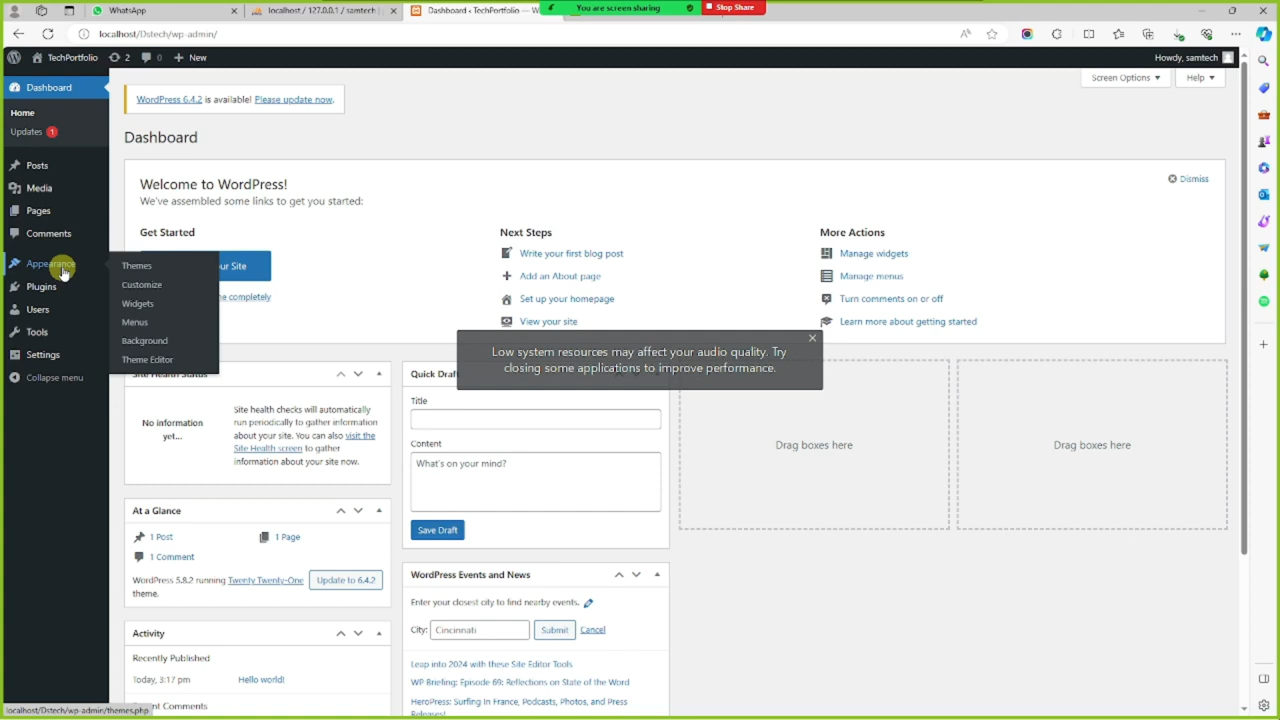 WhatsApp
localhost / 127.0.0.1 / samtech |
Dashboard ‹ TechPortfolio — W
You are screen sharing
Stop Share
localhost/Dstech/wp-admin/
TechPortfolio
2
0
New
Howdy, samtech
Dashboard
Home
Updates 1
Posts
Media
Pages
Comments
Appearance
Plugins
Users
Tools
Settings
Collapse menu
Themes
Customize
Widgets
Menus
Background
Theme Editor
Screen Options
Help
WordPress 6.4.2 is available! Please update now.
Dashboard
Welcome to WordPress!
We've assembled some links to get you started:
Dismiss
Get Started
ur Site
e completely
Next Steps
Write your first blog post
Add an About page
Set up your homepage
View your site
More Actions
Manage widgets
Manage menus
Turn comments on or off
Learn more about getting started
Low system resources may affect your audio quality. Try
closing some applications to improve performance.
Site Health Status
No information
yet...
Site health checks will automatically
run periodically to gather information
about your site. You can also visit the
Site Health screen to gather
information about your site now.
At a Glance
1 Post
1 Page
1 Comment
WordPress 5.8.2 running Twenty Twenty-One
theme.
Update to 6.4.2
Activity
Recently Published
Today, 3:17 pm
Hello world!
ent Comments
Quick Draft
Title
Content
What's on your mind?
Save Draft
WordPress Events and News
Enter your closest city to find nearby events.
City:
Cincinnati
Submit
Cancel
Leap into 2024 with these Site Editor Tools
WP Briefing: Episode 69: Reflections on State of the Word
HeroPress: Surfing In France, Podcasts, Photos, and Press
Releases!
Drag boxes here
Drag boxes here
localhost/Dstech/wp-admin/themes.php